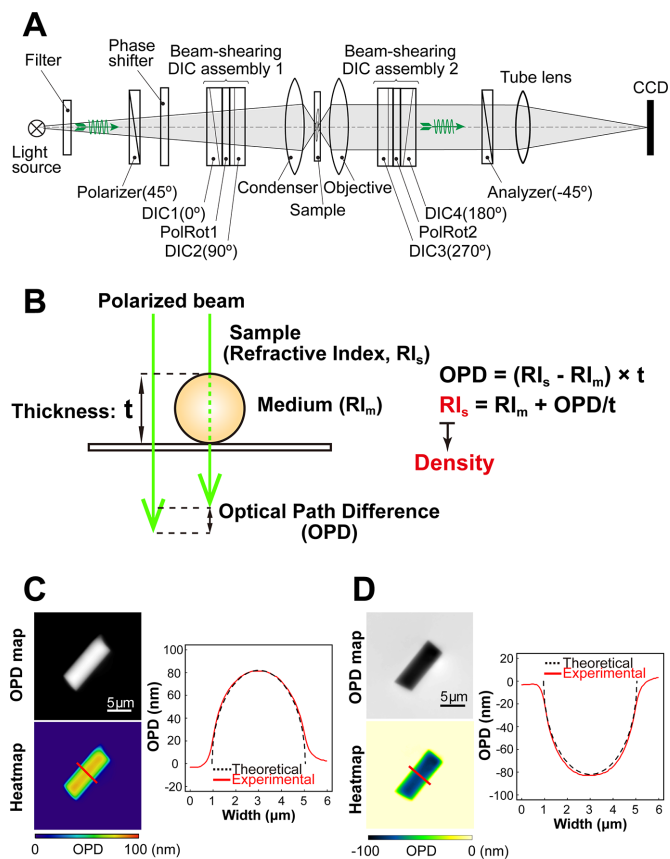 A
Filter
Phase
shifter
Beam-shearing
DIC assembly 1
Beam-shearing
DIC assembly 2
Tube lens
CCD
Light
source
Polarizer(45º)
DIC1(0º)
PolRot1
DIC2(90º)
Condenser
Objective
Sample
DIC4(180º)
PolRot2
DIC3(270º)
Analyzer(-45º)
B
Polarized beam
Sample
(Refractive Index, RIs)
Thickness: t
Medium (RIm)
Optical Path Difference
(OPD)
OPD = (RIs - RIm) × t
RIs = RIm + OPD/t
Density
C
OPD map
5µm
Heatmap
0 OPD 100 (nm)
OPD (nm)
100
80
60
40
20
0
-20
Theoretical
Experimental
0 1 2 3 4 5 6
Width (µm)
D
OPD map
5µm
Heatmap
-100 OPD 0 (nm)
OPD (nm)
20
0
-20
-40
-60
-80
-100
Theoretical
Experimental
0 1 2 3 4 5 6
Width (µm)